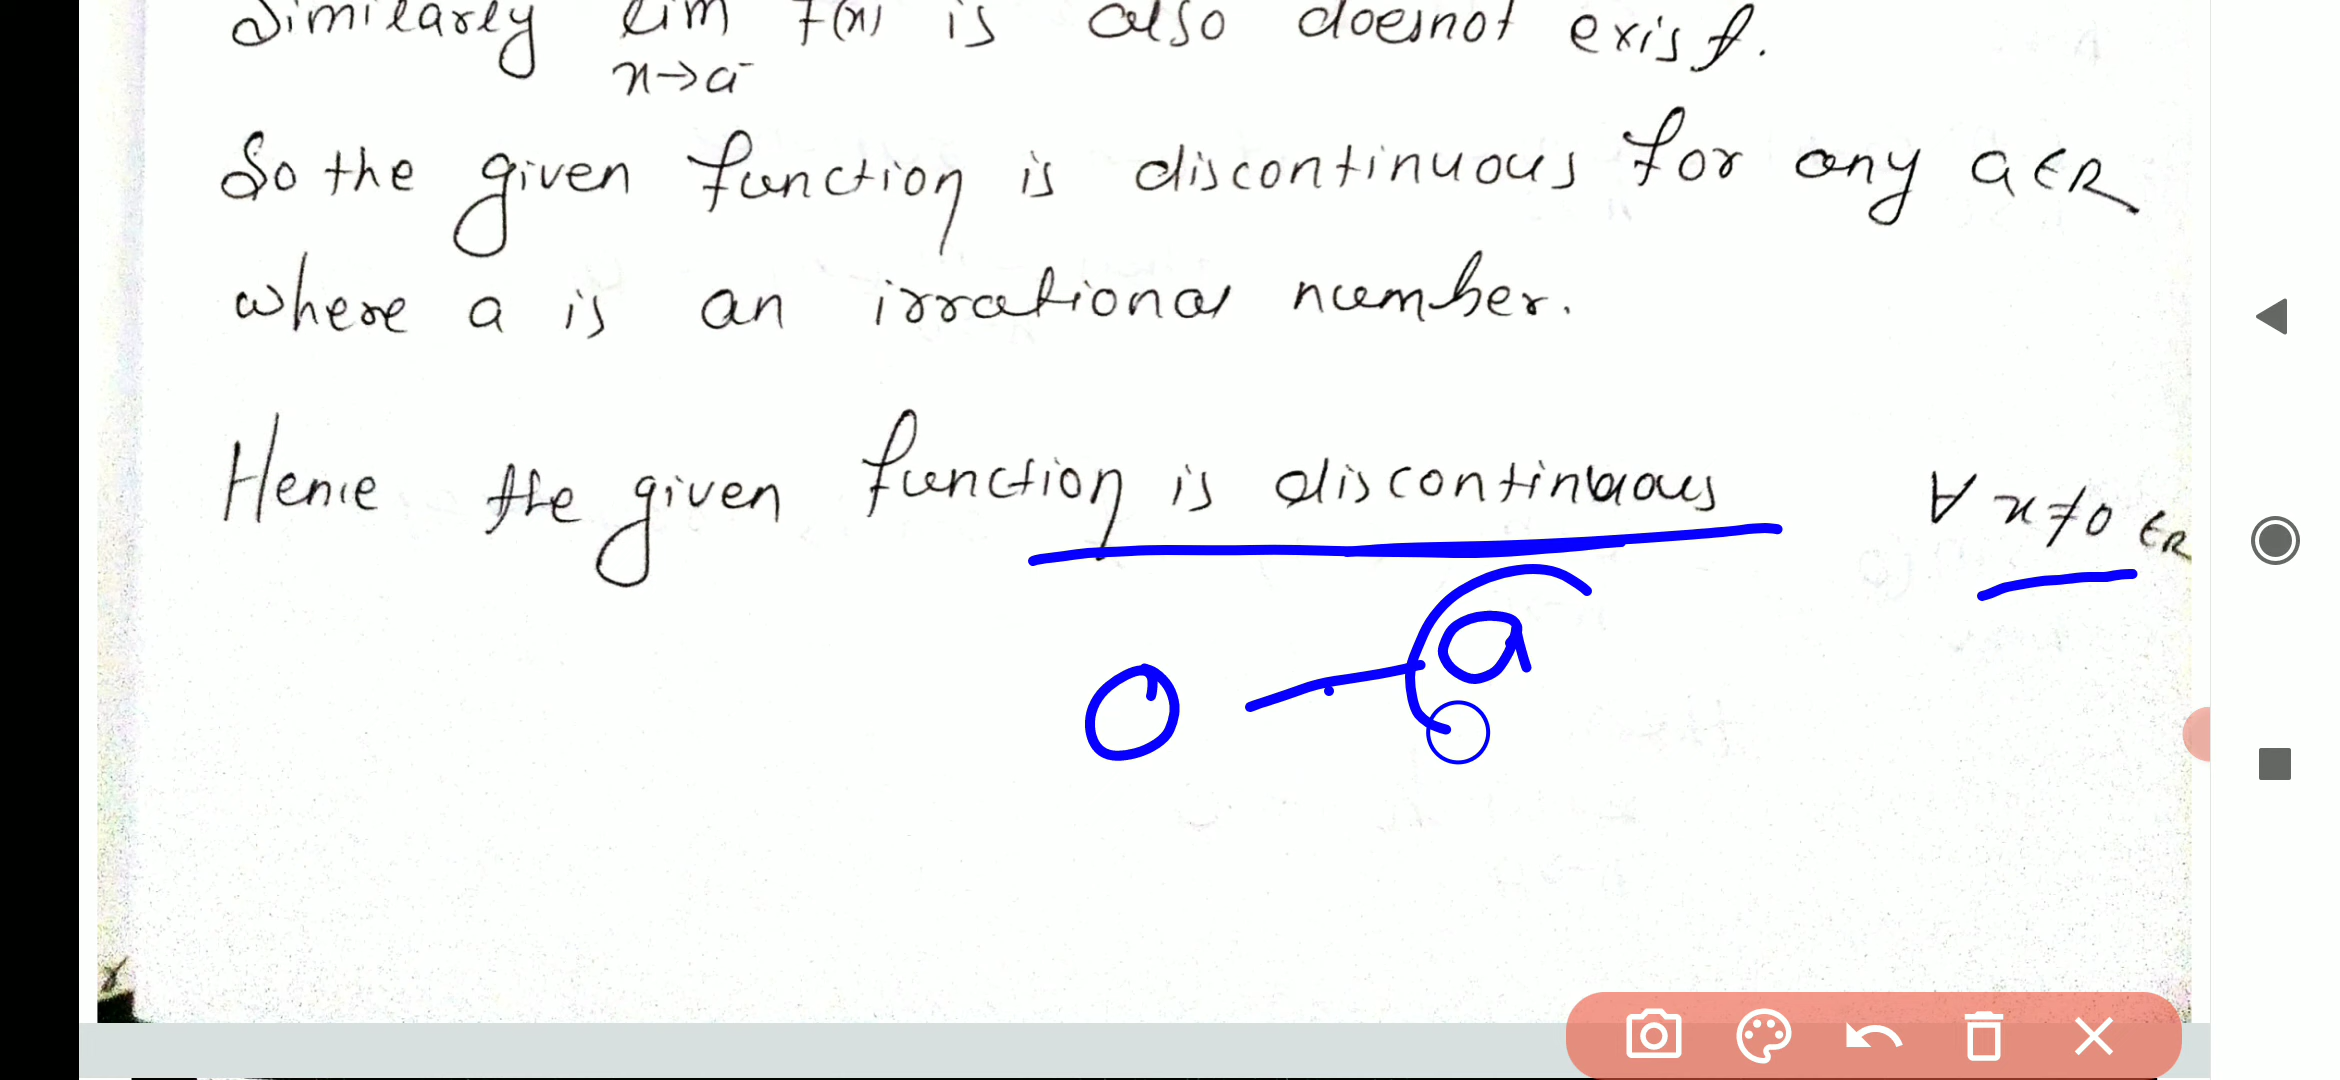 Similarly lim f(x) is also doesnot exist.
x→a⁻
So the given function is discontinuous for any a∈R
where a is an irrational number.
Hence the given function is discontinuous ∀ x≠0 ∈R
0 — a